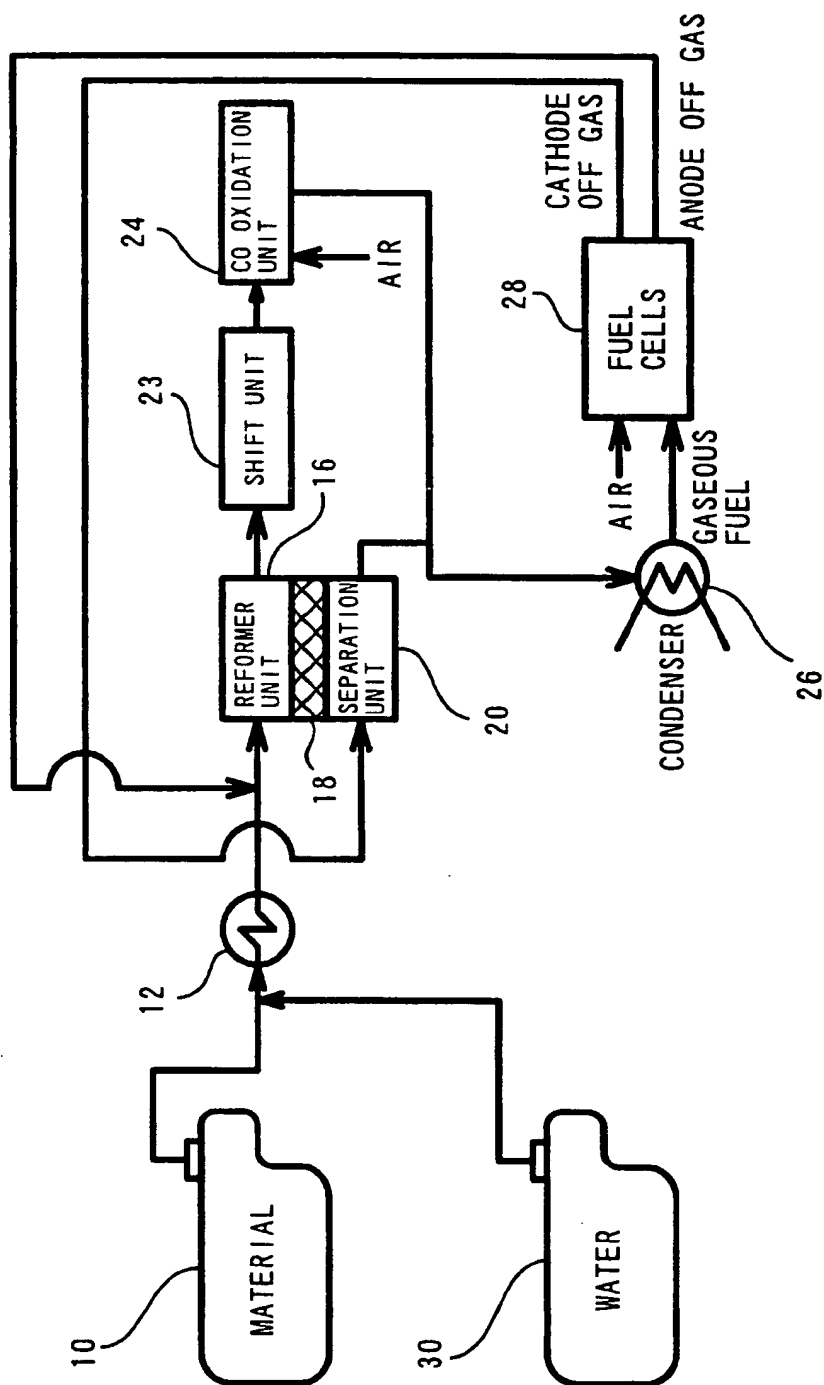 10
MATERIAL
30
WATER
12
REFORMER
UNIT
16
18
SEPARATION
UNIT
20
23
SHIFT UNIT
24
CO OXIDATION
UNIT
AIR
CONDENSER
26
GASEOUS
FUEL
AIR
28
FUEL
CELLS
CATHODE
OFF GAS
ANODE OFF GAS